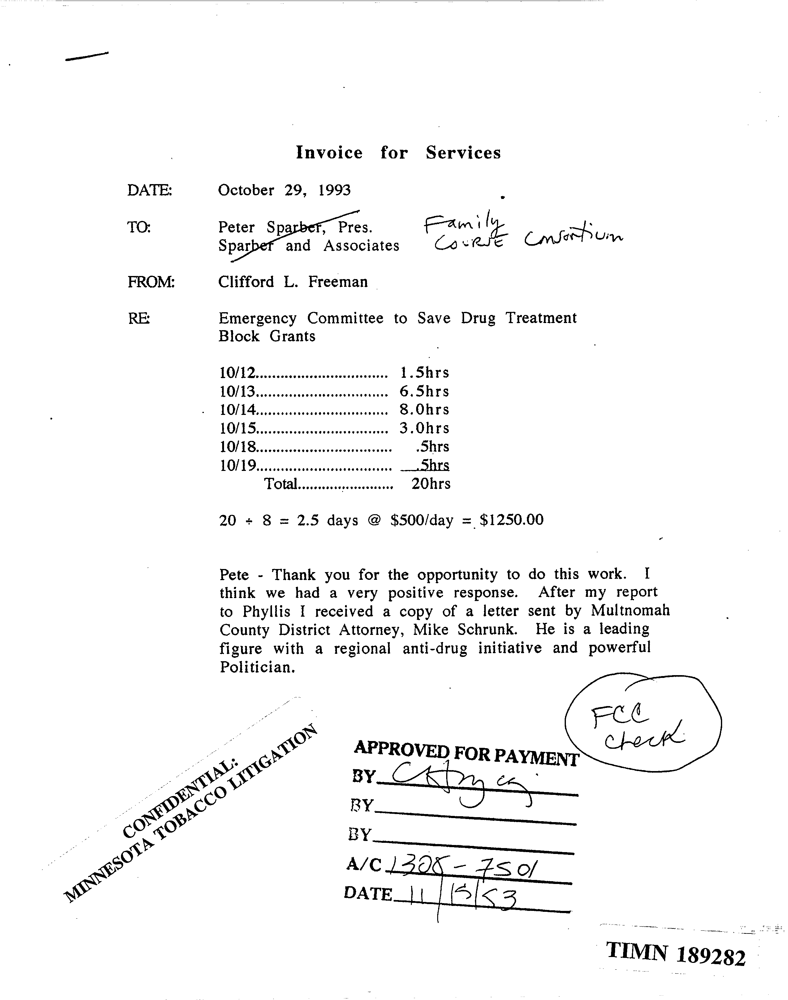 Invoice for Services
DATE: October 29, 1993
TO: Peter Sparber, Pres. Family
Sparber and Associates Course Consortium
FROM: Clifford L. Freeman
RE: Emergency Committee to Save Drug Treatment
Block Grants
10/12............................... 1.5hrs
10/13............................... 6.5hrs
10/14............................... 8.0hrs
10/15............................... 3.0hrs
10/18................................ .5hrs
10/19................................ .5hrs
Total....................... 20hrs
20 ÷ 8 = 2.5 days @ $500/day = $1250.00
Pete - Thank you for the opportunity to do this work. I
think we had a very positive response. After my report
to Phyllis I received a copy of a letter sent by Multnomah
County District Attorney, Mike Schrunk. He is a leading
figure with a regional anti-drug initiative and powerful
Politician.
FCC
check
CONFIDENTIAL:
MINNESOTA TOBACCO LITIGATION
APPROVED FOR PAYMENT
BY
BY
BY
A/C 1308-7501
DATE 11/15/93
TIMN 189282